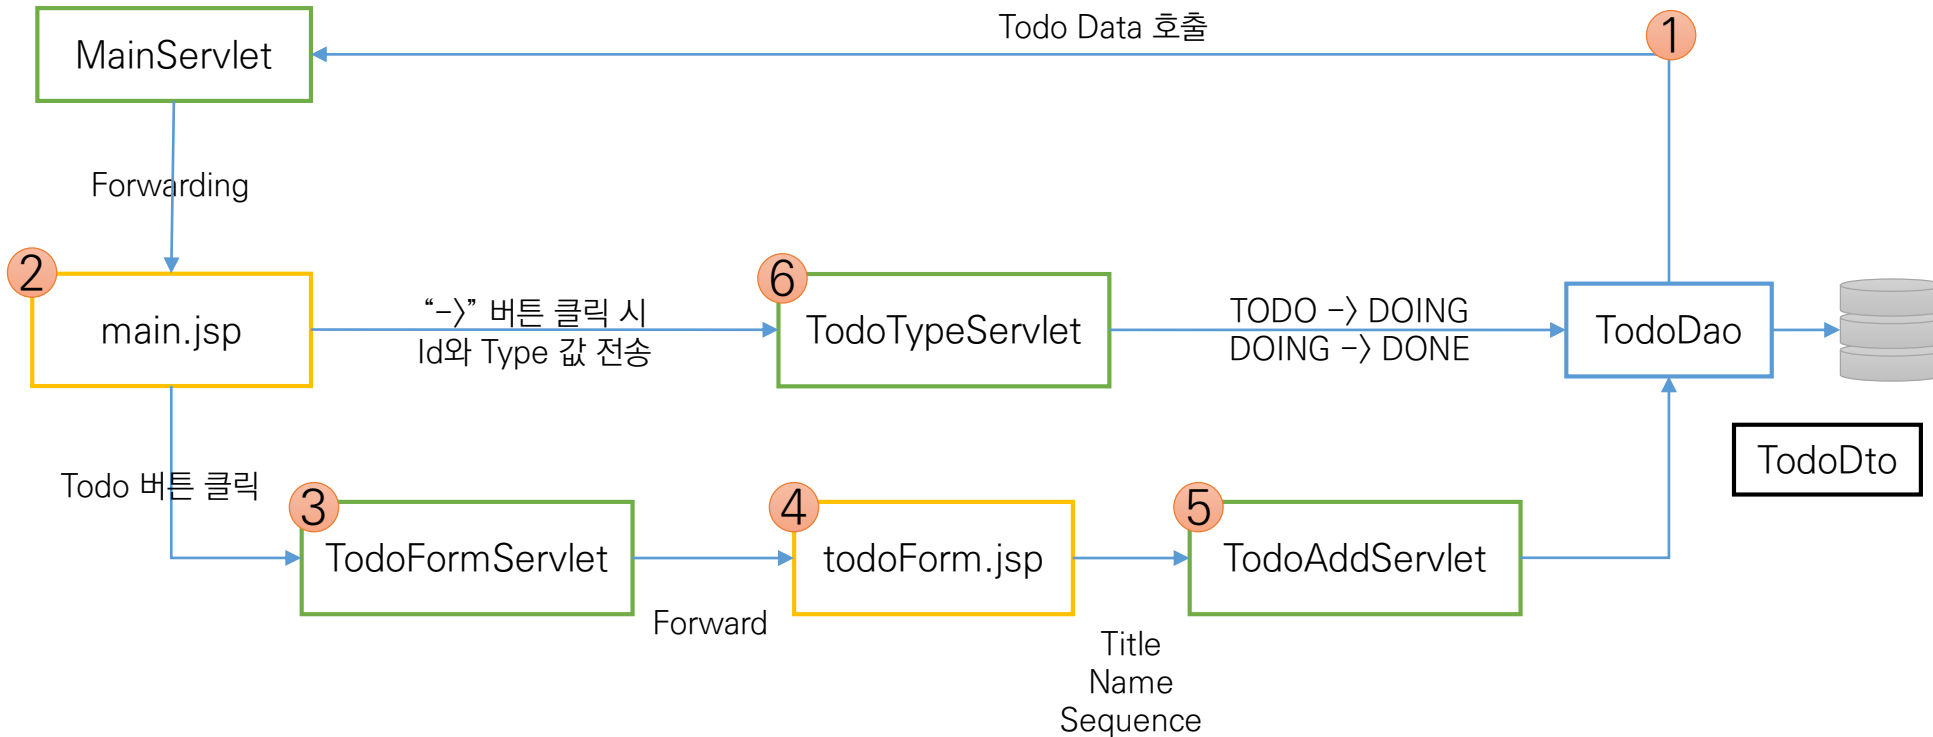 Todo Data 호출
1
MainServlet
Forwarding
2
main.jsp
“->” 버튼 클릭 시
Id와 Type 값 전송
6
TodoTypeServlet
TODO -> DOING
DOING -> DONE
TodoDao
TodoDto
Todo 버튼 클릭
3
TodoFormServlet
Forward
4
todoForm.jsp
Title
Name
Sequence
5
TodoAddServlet